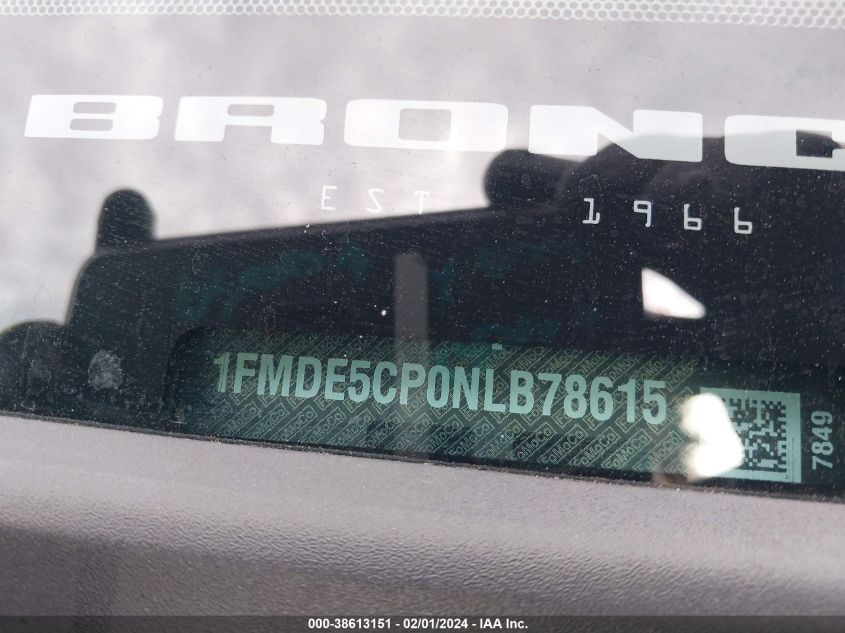 BRONC
EST 1966
1FMDE5CP0NLB78615
7849
000-38613151 - 02/01/2024 - IAA Inc.